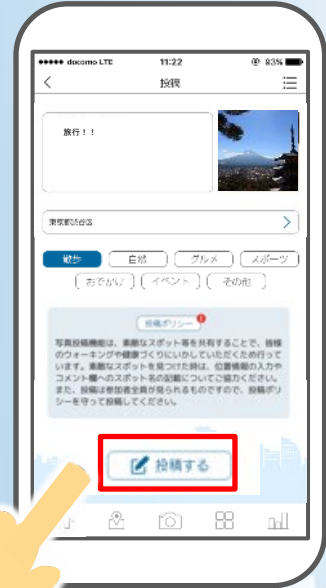 docomo LTE 11:22 83%
投稿
旅行！！
東京都渋谷区
散歩 自然 グルメ スポーツ
おでかけ イベント その他
投稿ポリシー
写真投稿機能は、素敵なスポット等を共有することで、皆様
のウォーキングや健康づくりにいかしていただくため行って
います。素敵なスポットを見つけた時は、位置情報の入力や
コメント欄へのスポット名の記載についてご協力ください。
また、投稿は参加者全員が見られるものですので、投稿ポリ
シーを守って投稿してください。
投稿する